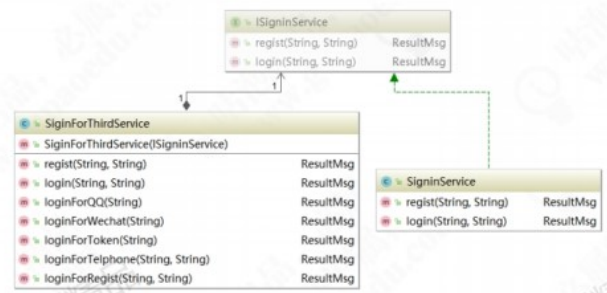 ISigninService
regist(String, String) ResultMsg
login(String, String) ResultMsg
1
1
SiginForThirdService
SiginForThirdService(ISigninService)
regist(String, String) ResultMsg
login(String, String) ResultMsg
loginForQQ(String) ResultMsg
loginForWechat(String) ResultMsg
loginForToken(String) ResultMsg
loginForTelphone(String, String) ResultMsg
loginForRegist(String, String) ResultMsg
SigninService
regist(String, String) ResultMsg
login(String, String) ResultMsg